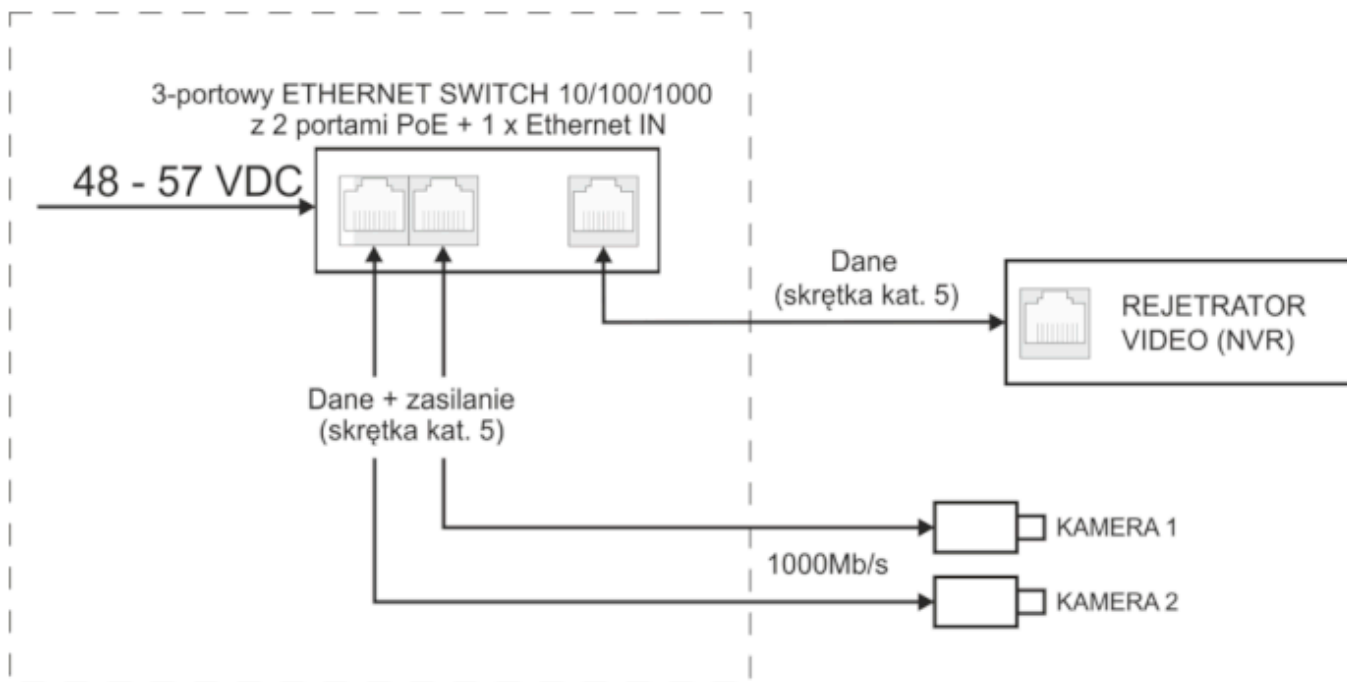 3-portowy ETHERNET SWITCH 10/100/1000
z 2 portami PoE + 1 x Ethernet IN
48 - 57 VDC
Dane
(skrętka kat. 5)
REJETRATOR
VIDEO (NVR)
Dane + zasilanie
(skrętka kat. 5)
KAMERA 1
1000Mb/s
KAMERA 2